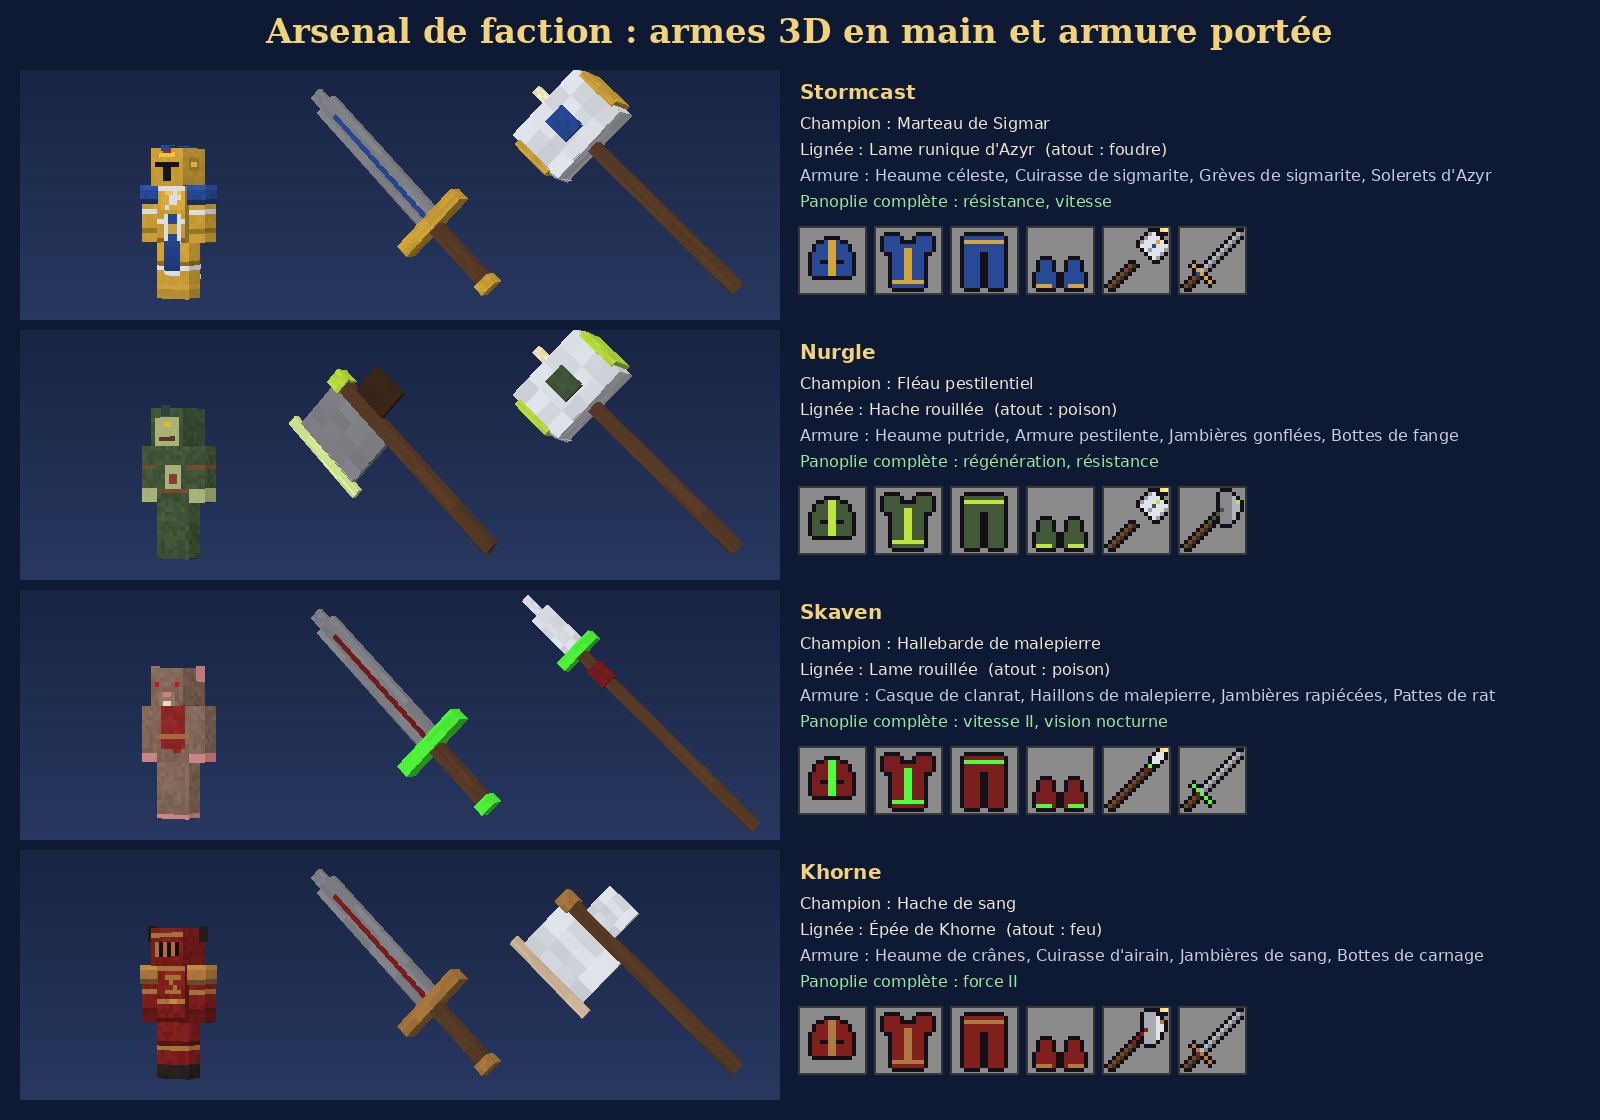 Arsenal de faction : armes 3D en main et armure portée
Stormcast
Champion : Marteau de Sigmar
Lignée : Lame runique d'Azyr (atout : foudre)
Armure : Heaume céleste, Cuirasse de sigmarite, Grèves de sigmarite, Solerets d'Azyr
Panoplie complète : résistance, vitesse
Nurgle
Champion : Fléau pestilentiel
Lignée : Hache rouillée (atout : poison)
Armure : Heaume putride, Armure pestilente, Jambières gonflées, Bottes de fange
Panoplie complète : régénération, résistance
Skaven
Champion : Hallebarde de malepierre
Lignée : Lame rouillée (atout : poison)
Armure : Casque de clanrat, Haillons de malepierre, Jambières rapiécées, Pattes de rat
Panoplie complète : vitesse II, vision nocturne
Khorne
Champion : Hache de sang
Lignée : Épée de Khorne (atout : feu)
Armure : Heaume de crânes, Cuirasse d'airain, Jambières de sang, Bottes de carnage
Panoplie complète : force II